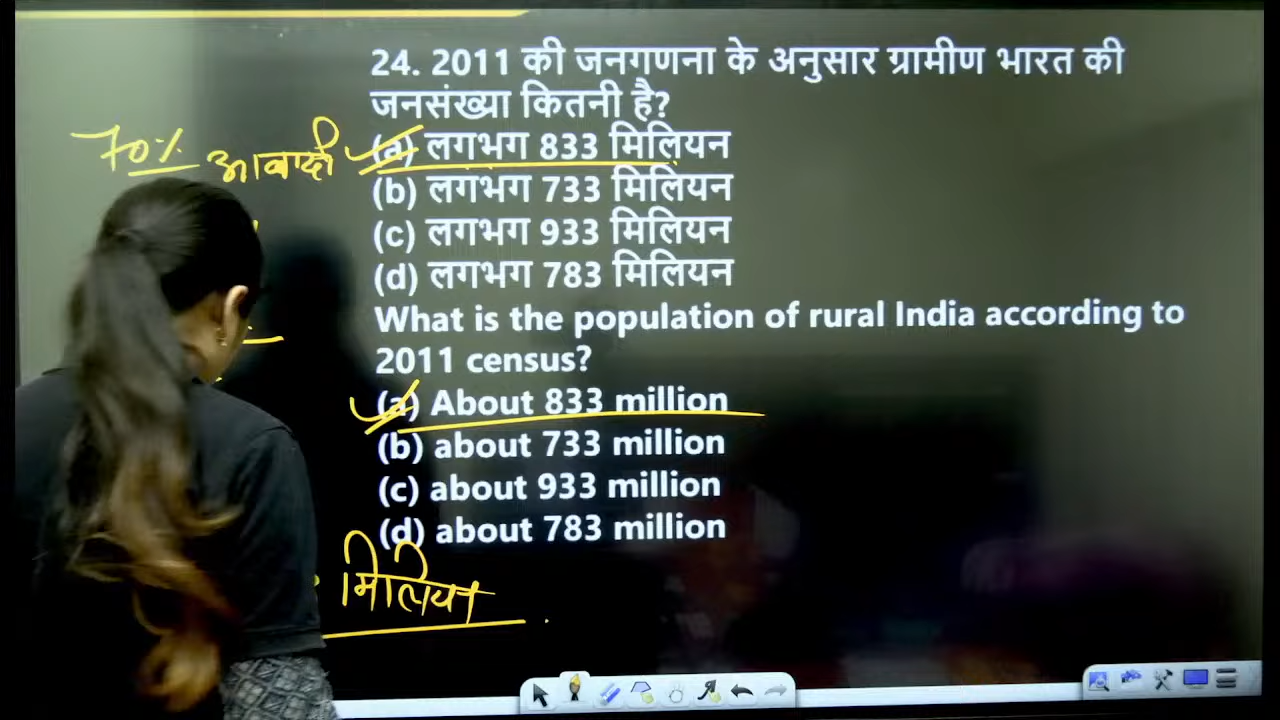 24. 2011 की जनगणना के अनुसार ग्रामीण भारत की
जनसंख्या कितनी है?
70% आबादी (a) लगभग 833 मिलियन
(b) लगभग 733 मिलियन
(c) लगभग 933 मिलियन
(d) लगभग 783 मिलियन
What is the population of rural India according to
2011 census?
(a) About 833 million
(b) about 733 million
(c) about 933 million
(d) about 783 million
मिलियन